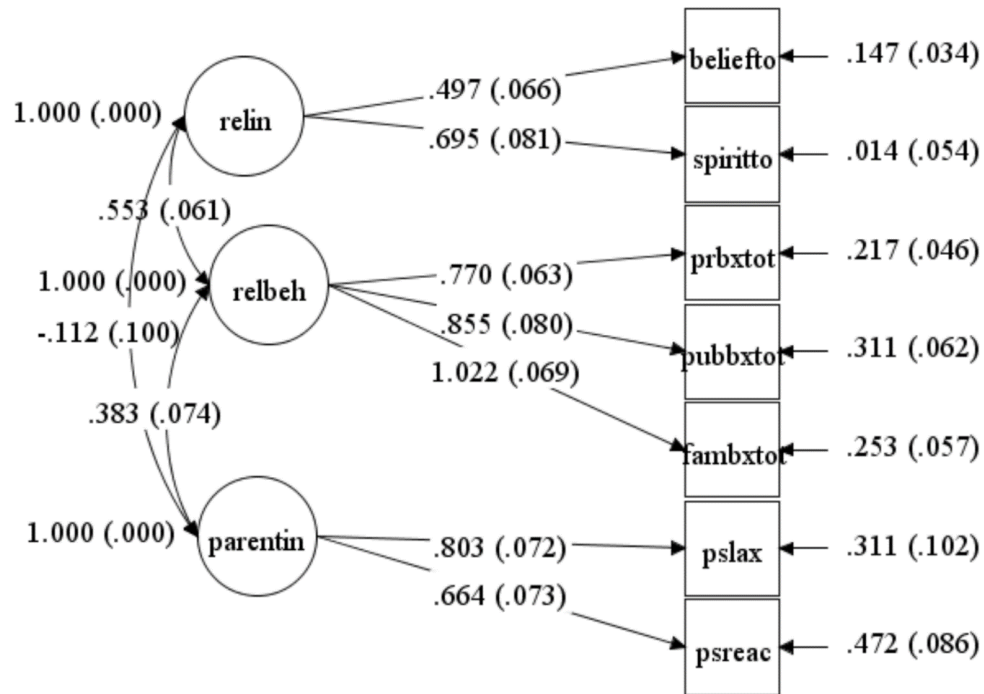 beliefto
.147 (.034)
1.000 (.000)
relin
.497 (.066)
.695 (.081)
spiritto
.014 (.054)
.553 (.061)
prbxtot
.217 (.046)
1.000 (.000)
relbeh
.770 (.063)
.855 (.080)
-.112 (.100)
pubbxtot
.311 (.062)
1.022 (.069)
.383 (.074)
fambxtot
.253 (.057)
1.000 (.000)
parentin
.803 (.072)
pslax
.311 (.102)
.664 (.073)
psreac
.472 (.086)